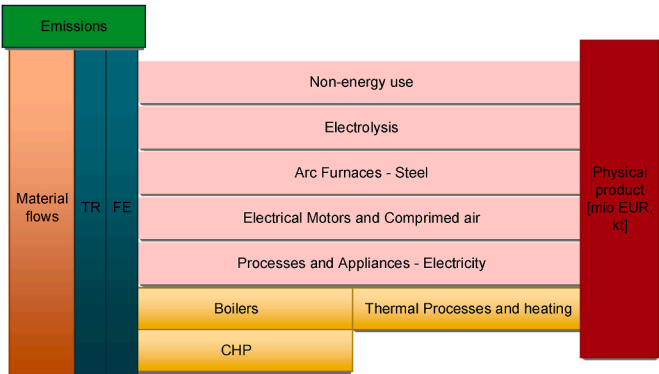 Emissions
Non-energy use
Electrolysis
Arc Furnaces - Steel
Material
flows
TR
FE
Physical
product
[mio EUR,
kt]
Electrical Motors and Comprimed air
Processes and Appliances - Electricity
Boilers
Thermal Processes and heating
CHP